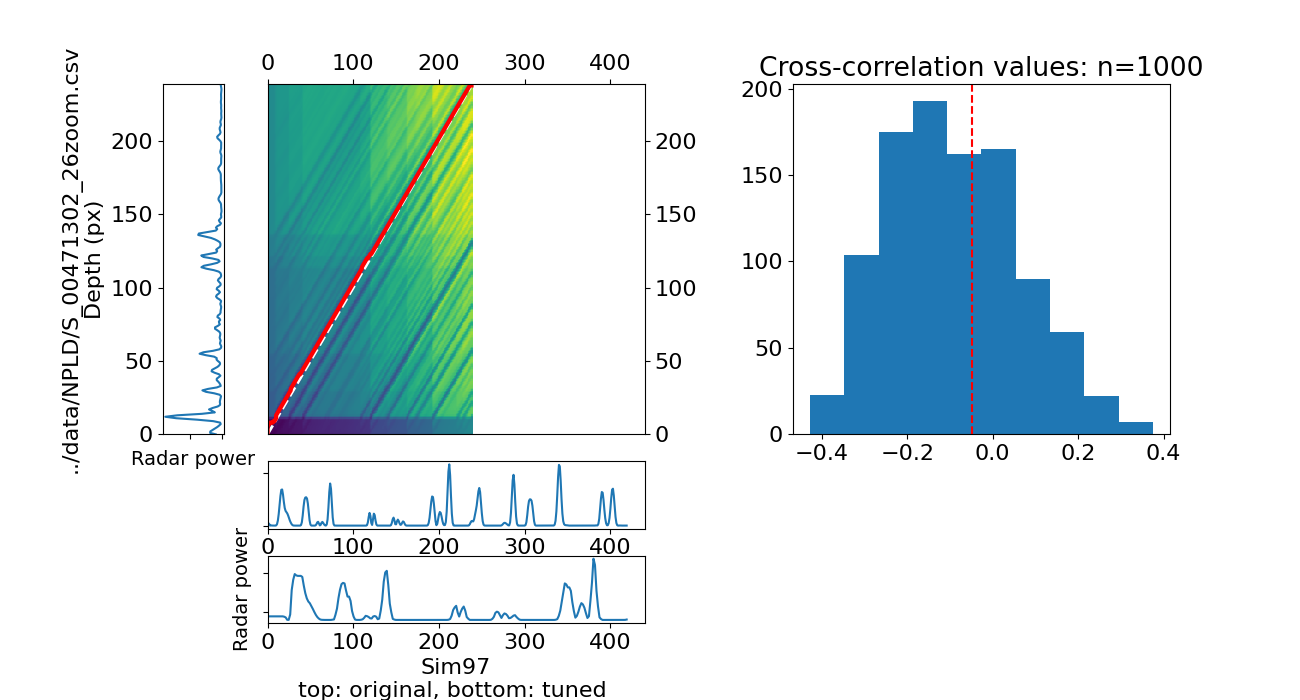 Cross-correlation values: n=1000
0 100 200 300 400
../data/NPLD/S_00471302_26zoom.csv
Depth (px)
200
150
100
50
0
200
150
100
50
0
200
150
100
50
0
−0.4 −0.2 0.0 0.2 0.4
Radar power
0 100 200 300 400
Radar power
0 100 200 300 400
Sim97
top: original, bottom: tuned